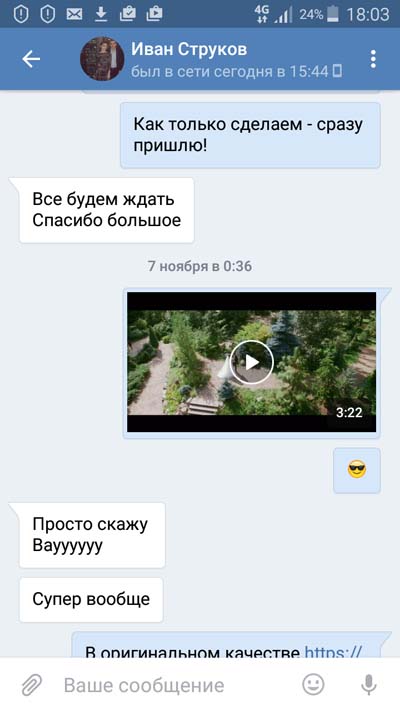 4G 24% 18:03
Иван Струков
был в сети сегодня в 15:44
Как только сделаем - сразу
пришлю!
Все будем ждать
Спасибо большое
7 ноября в 0:36
3:22
Просто скажу
Вауууууу
Супер вообще
В оригинальном качестве https://
Ваше сообщение